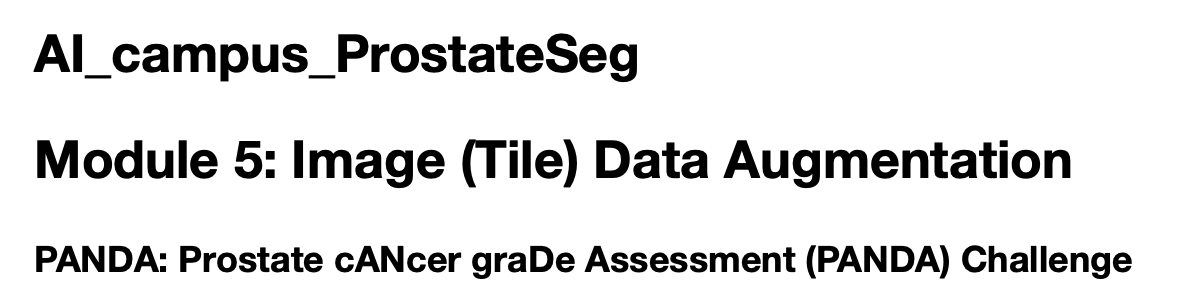 AI_campus_ProstateSeg
Module 5: Image (Tile) Data Augmentation
PANDA: Prostate cANcer graDe Assessment (PANDA) Challenge